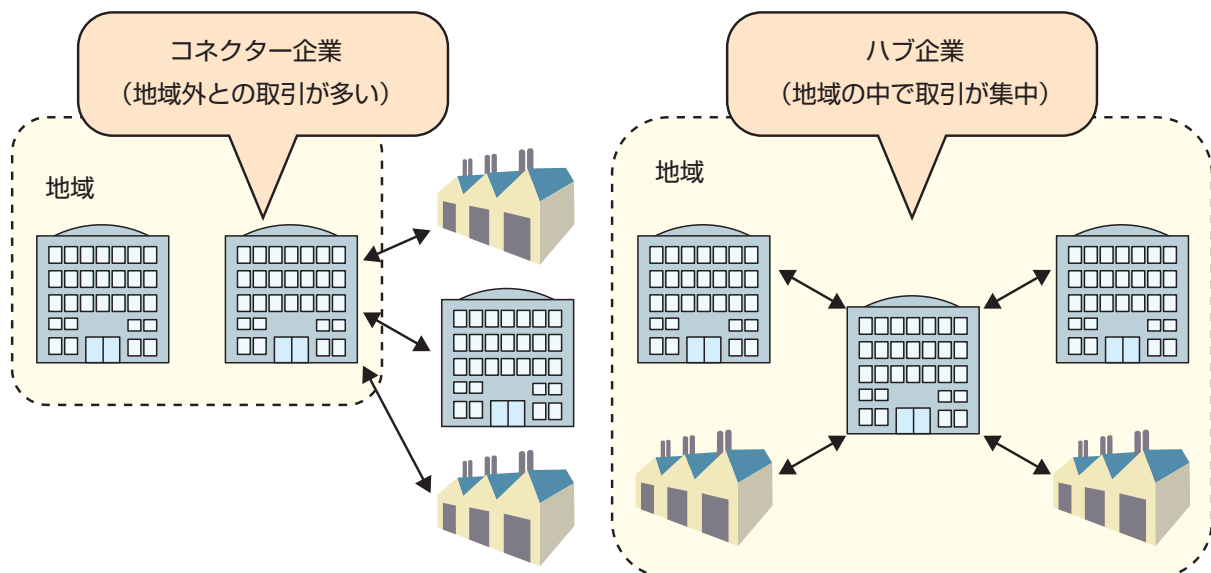 コネクター企業
（地域外との取引が多い）
地域
ハブ企業
（地域の中で取引が集中）
地域